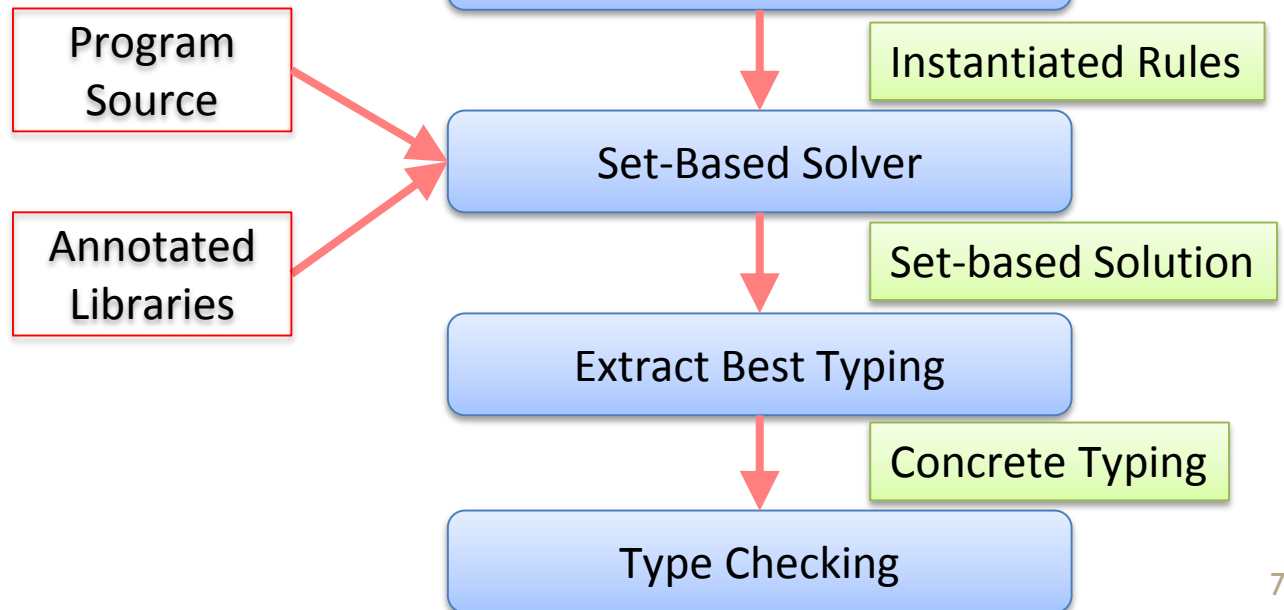 Program
Source
Instantiated Rules
Set-Based Solver
Annotated
Libraries
Set-based Solution
Extract Best Typing
Concrete Typing
Type Checking
7